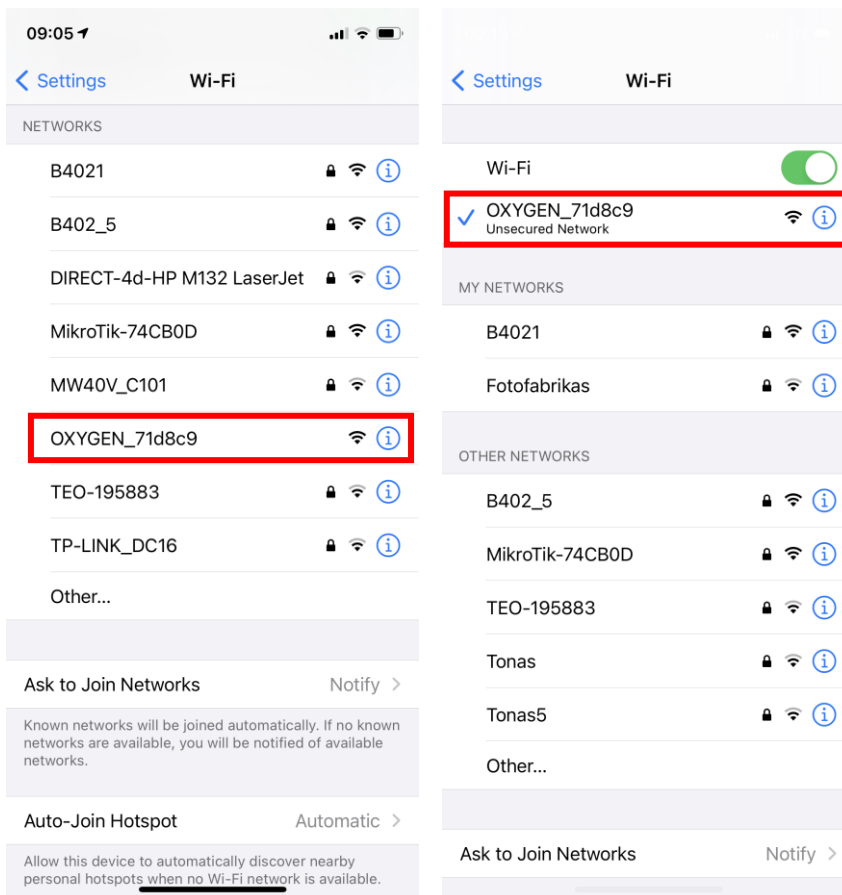 09:05
Settings
Wi-Fi
NETWORKS
B4021
B402_5
DIRECT-4d-HP M132 LaserJet
MikroTik-74CB0D
MW40V_C101
OXYGEN_71d8c9
TEO-195883
TP-LINK_DC16
Other...
Ask to Join Networks
Notify
Known networks will be joined automatically. If no known
networks are available, you will be notified of available
networks.
Auto-Join Hotspot
Automatic
Allow this device to automatically discover nearby
personal hotspots when no Wi-Fi network is available.
Settings
Wi-Fi
Wi-Fi
OXYGEN_71d8c9
Unsecured Network
MY NETWORKS
B4021
Fotofabrikas
OTHER NETWORKS
B402_5
MikroTik-74CB0D
TEO-195883
Tonas
Tonas5
Other...
Ask to Join Networks
Notify